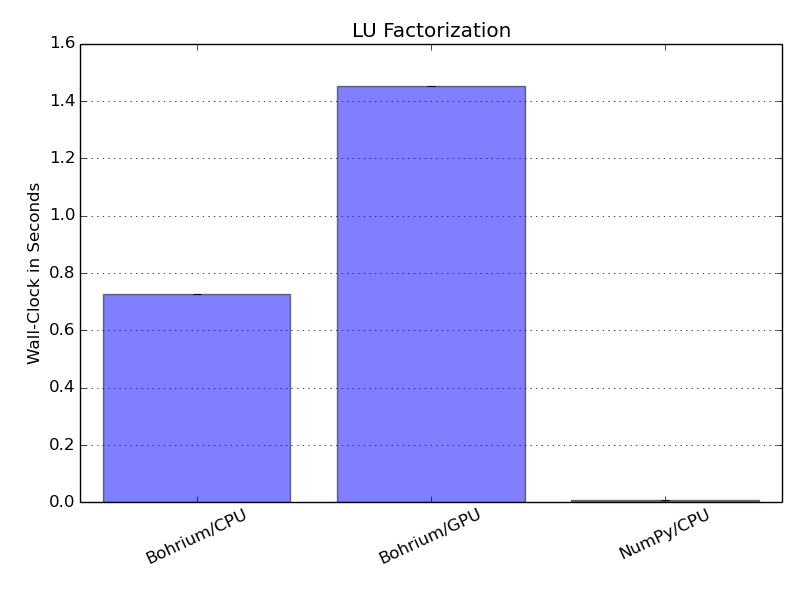 LU Factorization
Wall-Clock in Seconds
1.6
1.4
1.2
1.0
0.8
0.6
0.4
0.2
0.0
Bohrium/CPU
Bohrium/GPU
NumPy/CPU